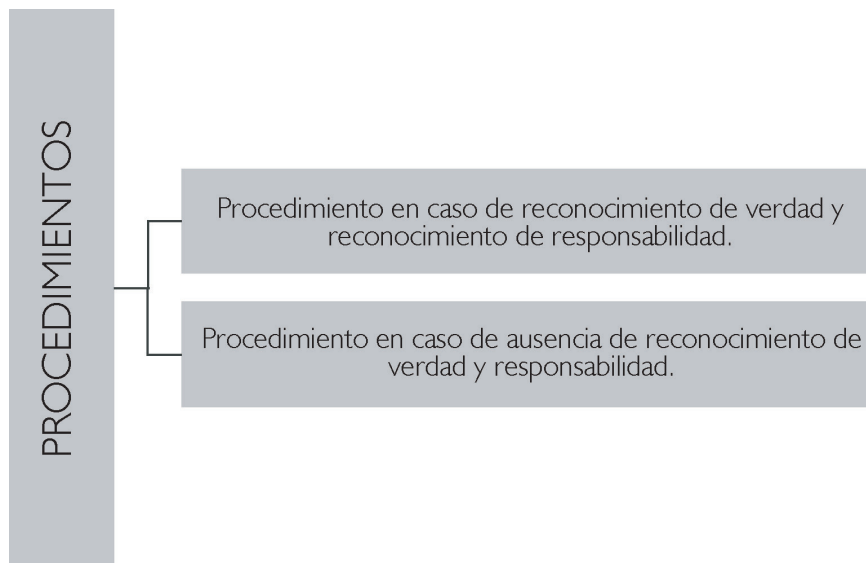 PROCEDIMIENTOS
Procedimiento en caso de reconocimiento de verdad y
reconocimiento de responsabilidad.
Procedimiento en caso de ausencia de reconocimiento de
verdad y responsabilidad.